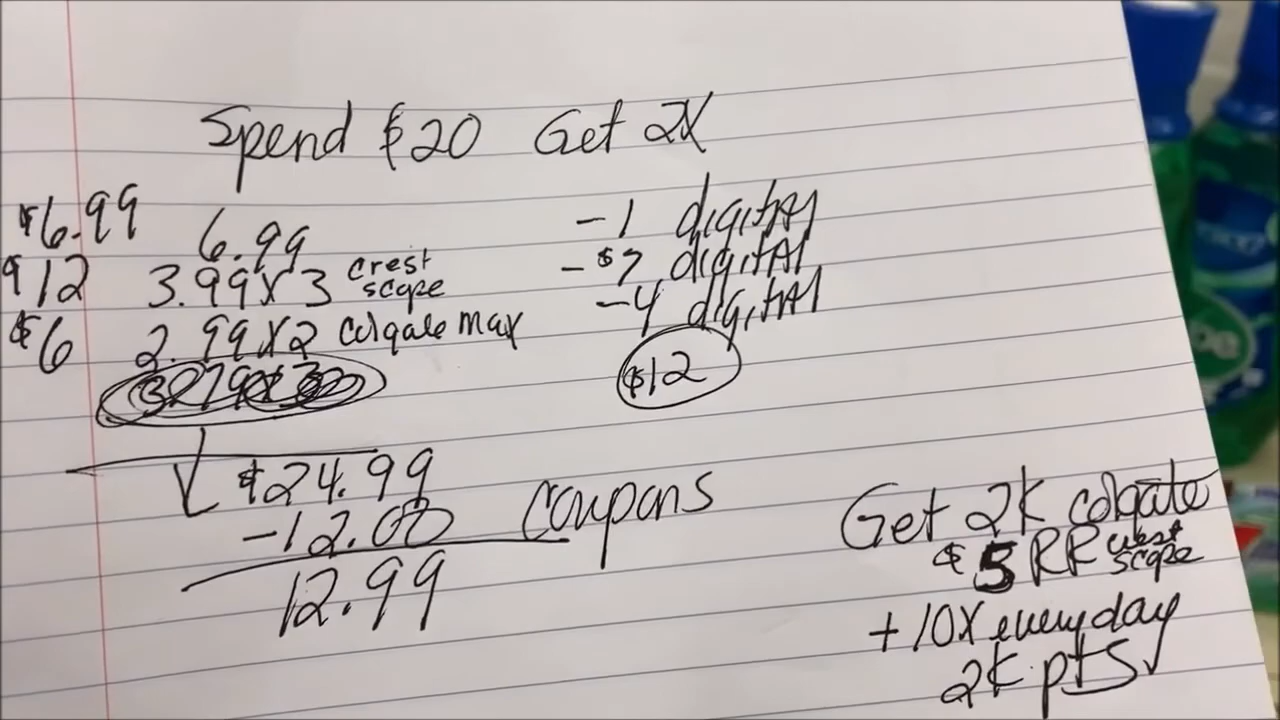 Spend $20 Get 2X
$6.99 6.99 -1 digital
$12 3.99X3 crest scope -$7 digital
$6 2.99X2 Colgate Max -4 digital
$12
$24.99
-12.00 coupons
12.99
Get 2K colgate
$5 RR crest scope
+10X everyday
2K pts